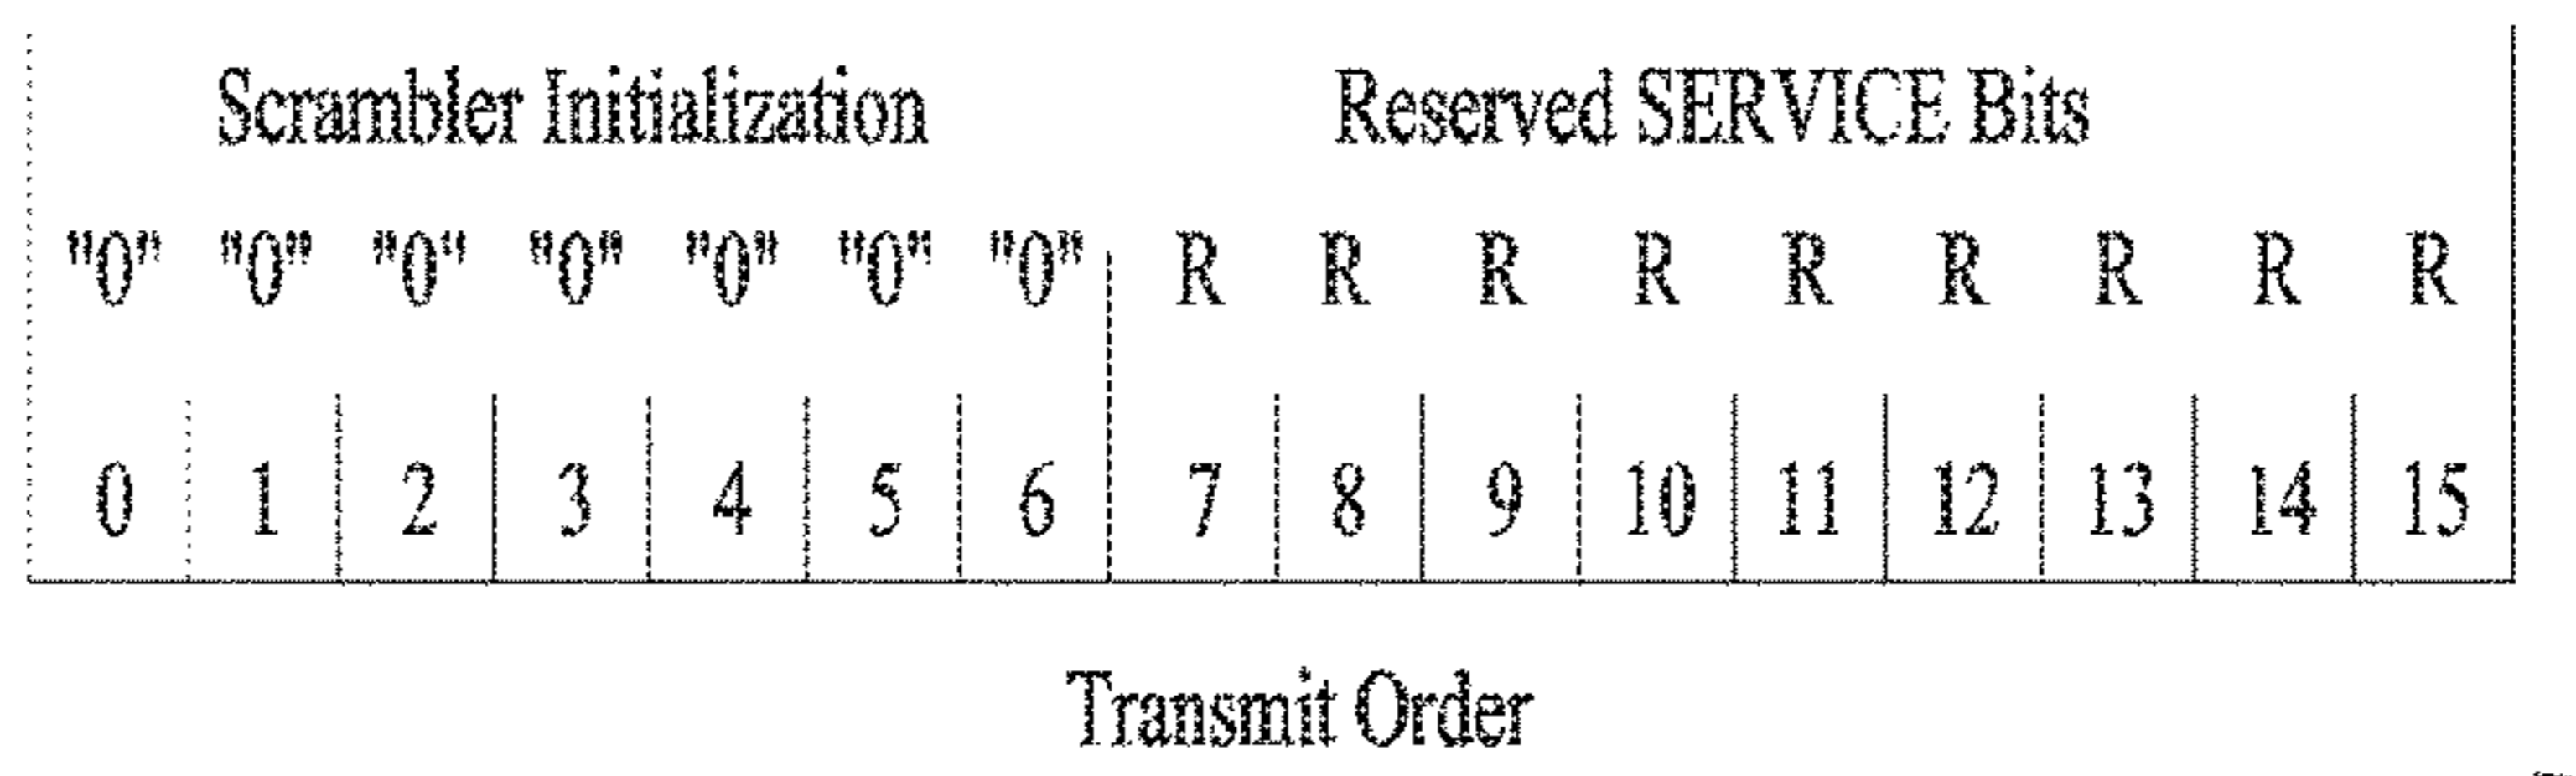 Scrambler Initialization Reserved SERVICE Bits
"0" "0" "0" "0" "0" "0" "0" R R R R R R R R R
0 1 2 3 4 5 6 7 8 9 10 11 12 13 14 15
Transmit Order